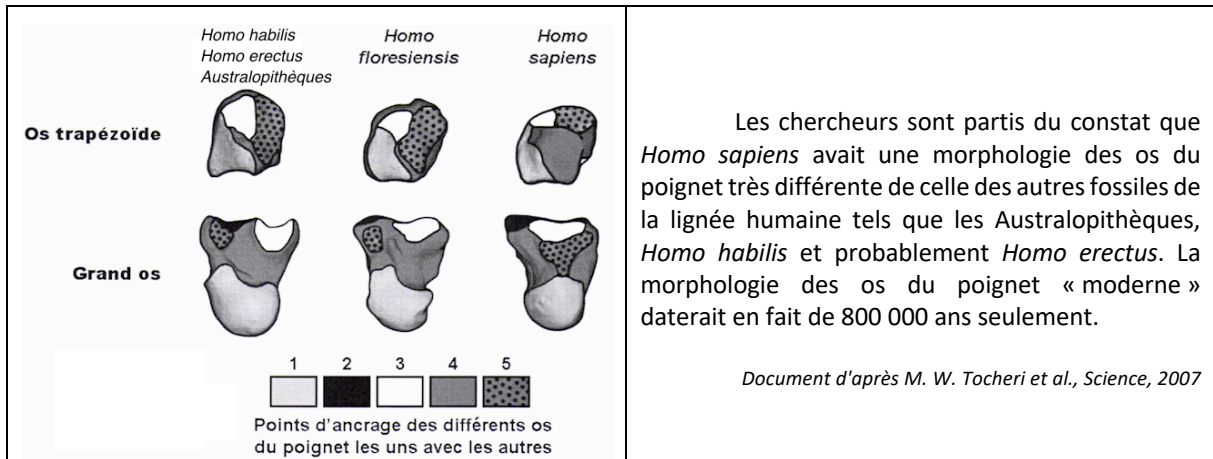 Homo habilis
Homo erectus
Australopithèques
Homo
floresiensis
Homo
sapiens
Os trapézoïde
Grand os
1 2 3 4 5
Points d'ancrage des différents os
du poignet les uns avec les autres
Les chercheurs sont partis du constat que
Homo sapiens avait une morphologie des os du
poignet très différente de celle des autres fossiles de
la lignée humaine tels que les Australopithèques,
Homo habilis et probablement Homo erectus. La
morphologie des os du poignet « moderne »
daterait en fait de 800 000 ans seulement.
Document d'après M. W. Tocheri et al., Science, 2007